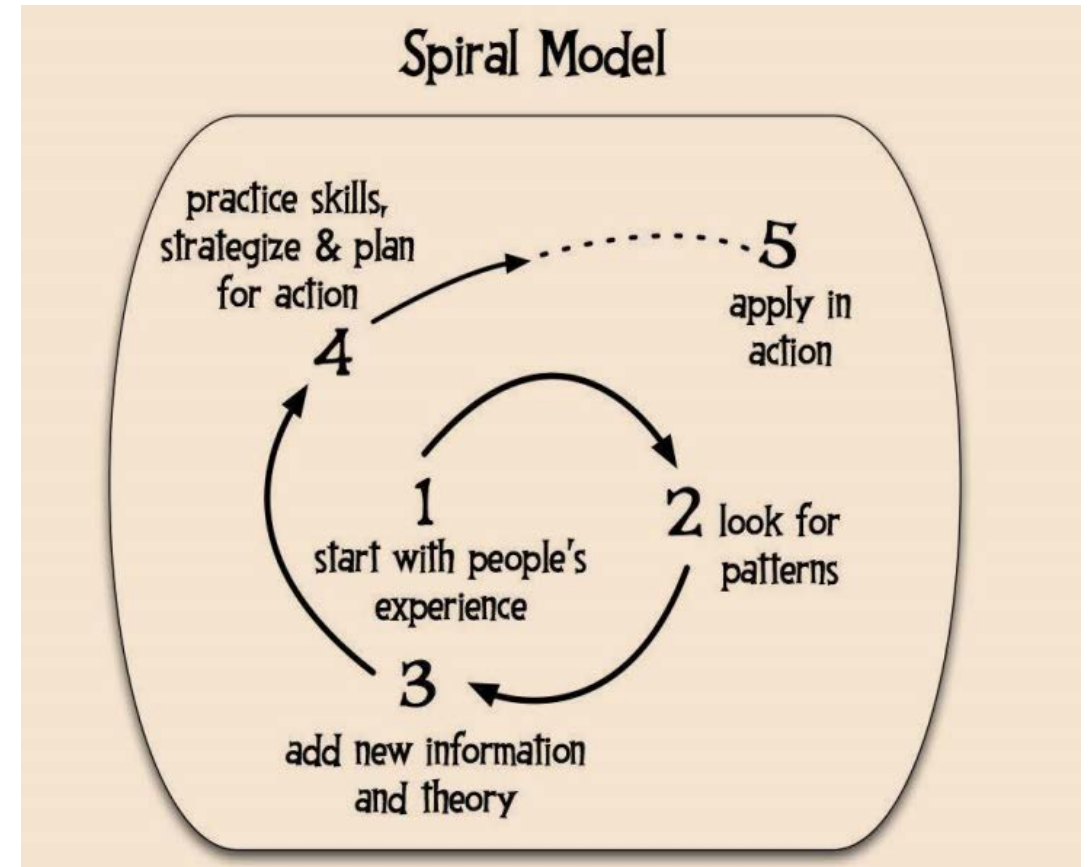 Spiral Model
1
start with people's
experience
2 look for
patterns
3
add new information
and theory
practice skills,
strategize & plan
for action
4
5
apply in
action